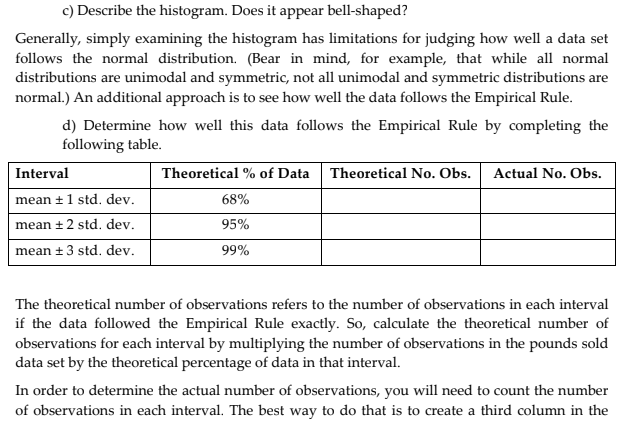 c) Describe the histogram. Does it appear bell-shaped?
Generally, simply examining the histogram has limitations for judging how well a data set
follows the normal distribution. (Bear in mind, for example, that while all normal
distributions are unimodal and symmetric, not all unimodal and symmetric distributions are
normal.) An additional approach is to see how well the data follows the Empirical Rule.
d) Determine how well this data follows the Empirical Rule by completing the
following table.
Interval Theoretical % of Data Theoretical No. Obs. Actual No. Obs.
mean ± 1 std. dev. 68%
mean ± 2 std. dev. 95%
mean ± 3 std. dev. 99%
The theoretical number of observations refers to the number of observations in each interval
if the data followed the Empirical Rule exactly. So, calculate the theoretical number of
observations for each interval by multiplying the number of observations in the pounds sold
data set by the theoretical percentage of data in that interval.
In order to determine the actual number of observations, you will need to count the number
of observations in each interval. The best way to do that is to create a third column in the